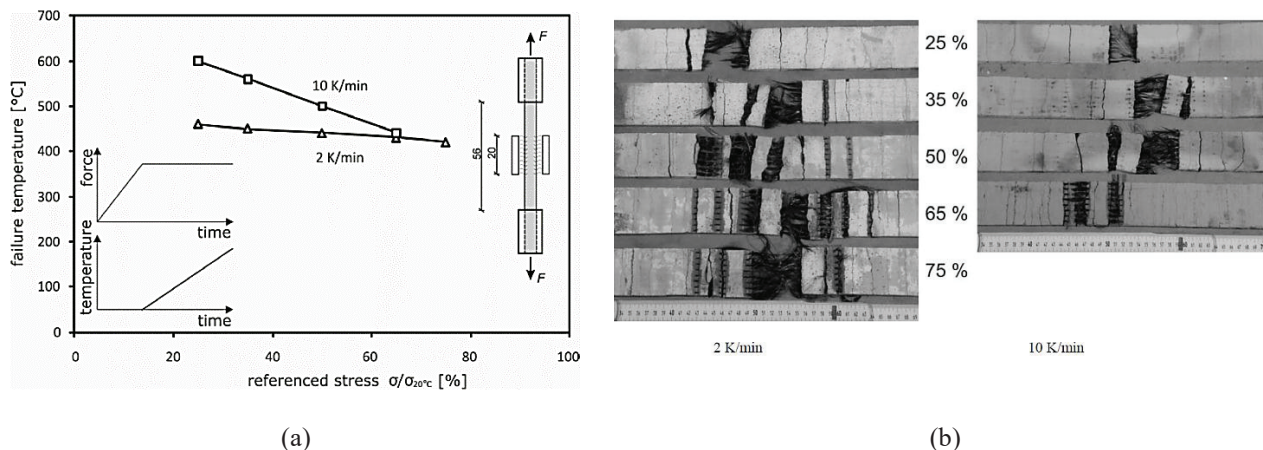 700
600
500
400
300
200
100
0
failure temperature [°C]
0
20
40
60
80
100
referenced stress σ/σ20°C [%]
10 K/min
2 K/min
force
time
temperature
time
F
56
20
F
(a)
25 %
35 %
50 %
65 %
75 %
2 K/min
10 K/min
(b)